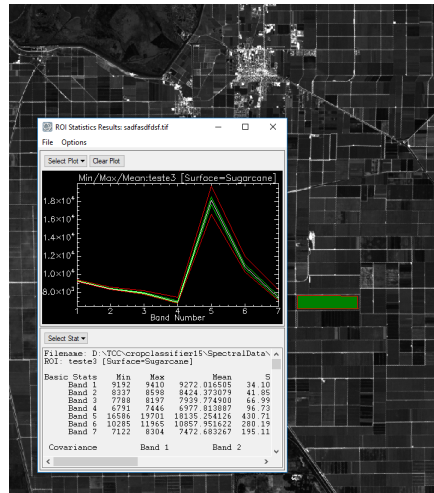 ROI Statistics Results: sadfasdfdsf.tif
File Options
Select Plot Clear Plot
Min/Max/Mean:teste3 [Surface=Sugarcane]
1.8×10⁴
1.6×10⁴
1.4×10⁴
1.2×10⁴
1.0×10⁴
8.0×10³
1 2 3 4 5 6 7
Band Number
Select Stat
Filename: D:\TCC\cropclassifier15\SpectralData\
ROI: teste3 [Surface=Sugarcane]
Basic Stats Min Max Mean S
Band 1 9192 9410 9272.016505 34.10
Band 2 8337 8598 8424.373079 41.85
Band 3 7788 8197 7939.774900 66.99
Band 4 6791 7446 6977.813887 96.73
Band 5 16586 19701 18135.254126 430.71
Band 6 10285 11965 10857.951622 280.19
Band 7 7122 8304 7472.683267 195.11
Covariance Band 1 Band 2